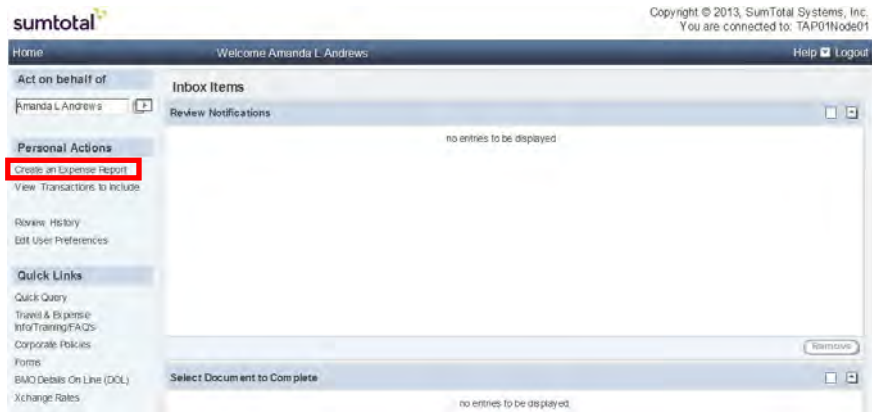 sumtotal
Copyright © 2013, SumTotal Systems, Inc.
You are connected to: TAP01Node01
Home
Welcome Amanda L Andrews
Help Logout
Act on behalf of
Amanda L Andrews
Personal Actions
Create an Expense Report
View Transactions to Include
Review History
Edit User Preferences
Quick Links
Quick Query
Travel & Expense
Info/Training/FAQ's
Corporate Policies
Forms
BMO Details On Line (DOL)
Xchange Rates
Inbox Items
Review Notifications
no entries to be displayed
Remove
Select Document to Complete
no entries to be displayed